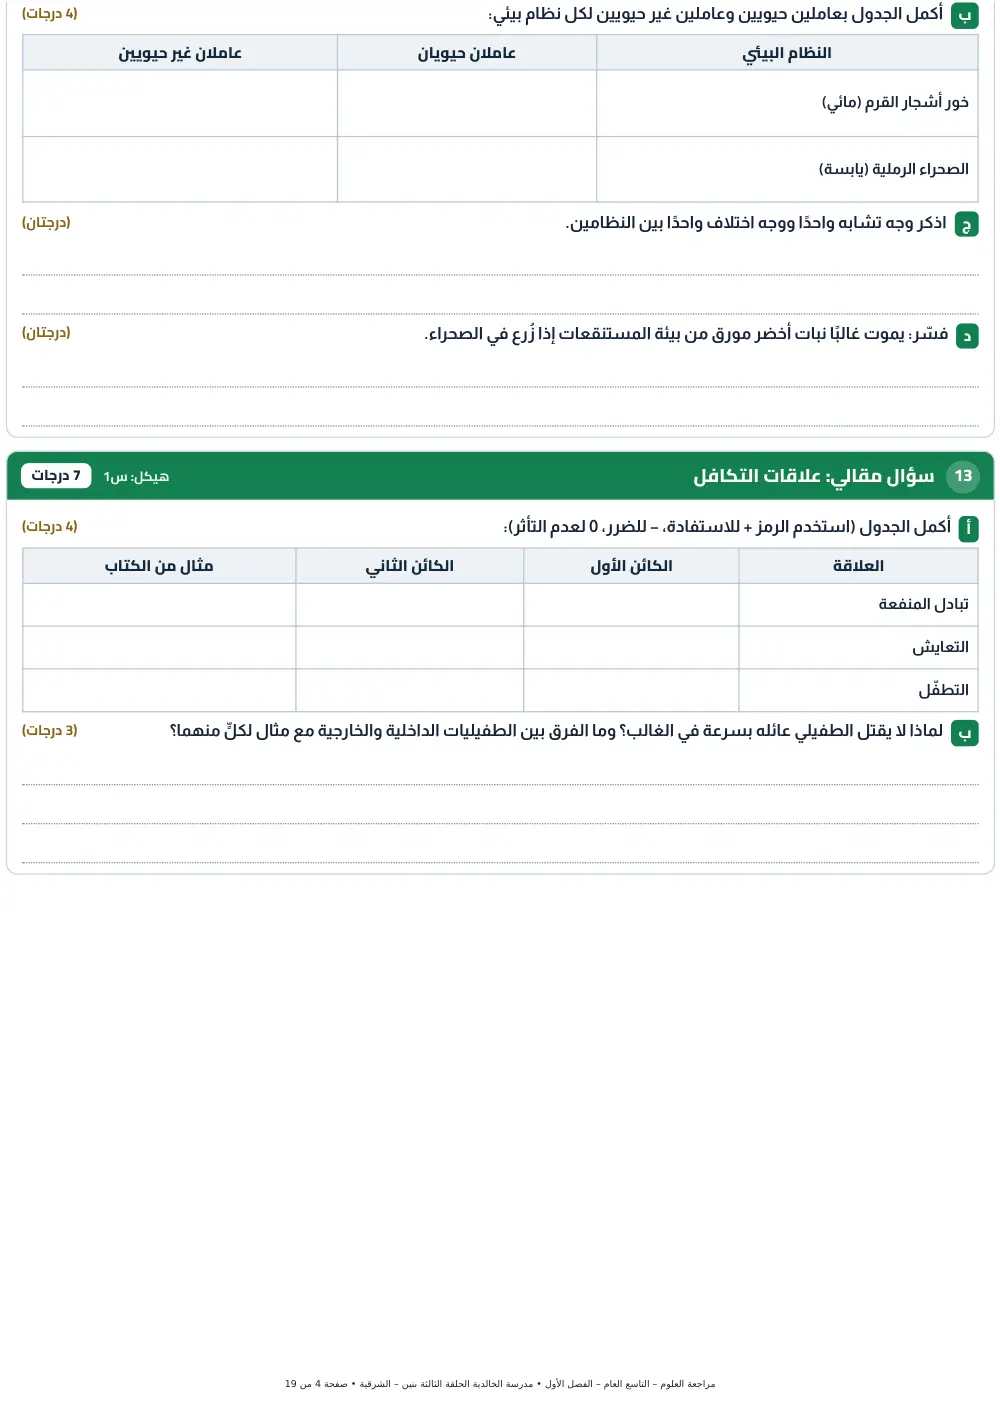 ب أكمل الجدول بعاملين حيويين وعاملين غير حيويين لكل نظام بيئي: (4 درجات)
النظام البيئي عاملان حيويان عاملان غير حيويين
خور أشجار القرم (مائي)
الصحراء الرملية (يابسة)
ج اذكر وجه تشابه واحدًا ووجه اختلاف واحدًا بين النظامين. (درجتان)
د فسّر: يموت غالبًا نبات أخضر مورق من بيئة المستنقعات إذا زُرع في الصحراء. (درجتان)
13 سؤال مقالي: علاقات التكافل هيكل: س1 7 درجات
أ أكمل الجدول (استخدم الرمز + للاستفادة، – للضرر، 0 لعدم التأثر): (4 درجات)
العلاقة الكائن الأول الكائن الثاني مثال من الكتاب
تبادل المنفعة
التعايش
التطفّل
ب لماذا لا يقتل الطفيلي عائله بسرعة في الغالب؟ وما الفرق بين الطفيليات الداخلية والخارجية مع مثال لكلٍّ منهما؟ (3 درجات)
مراجعة العلوم – التاسع العام – الفصل الأول • مدرسة الخالدية الحلقة الثالثة بنين – الشرقية • صفحة 4 من 19